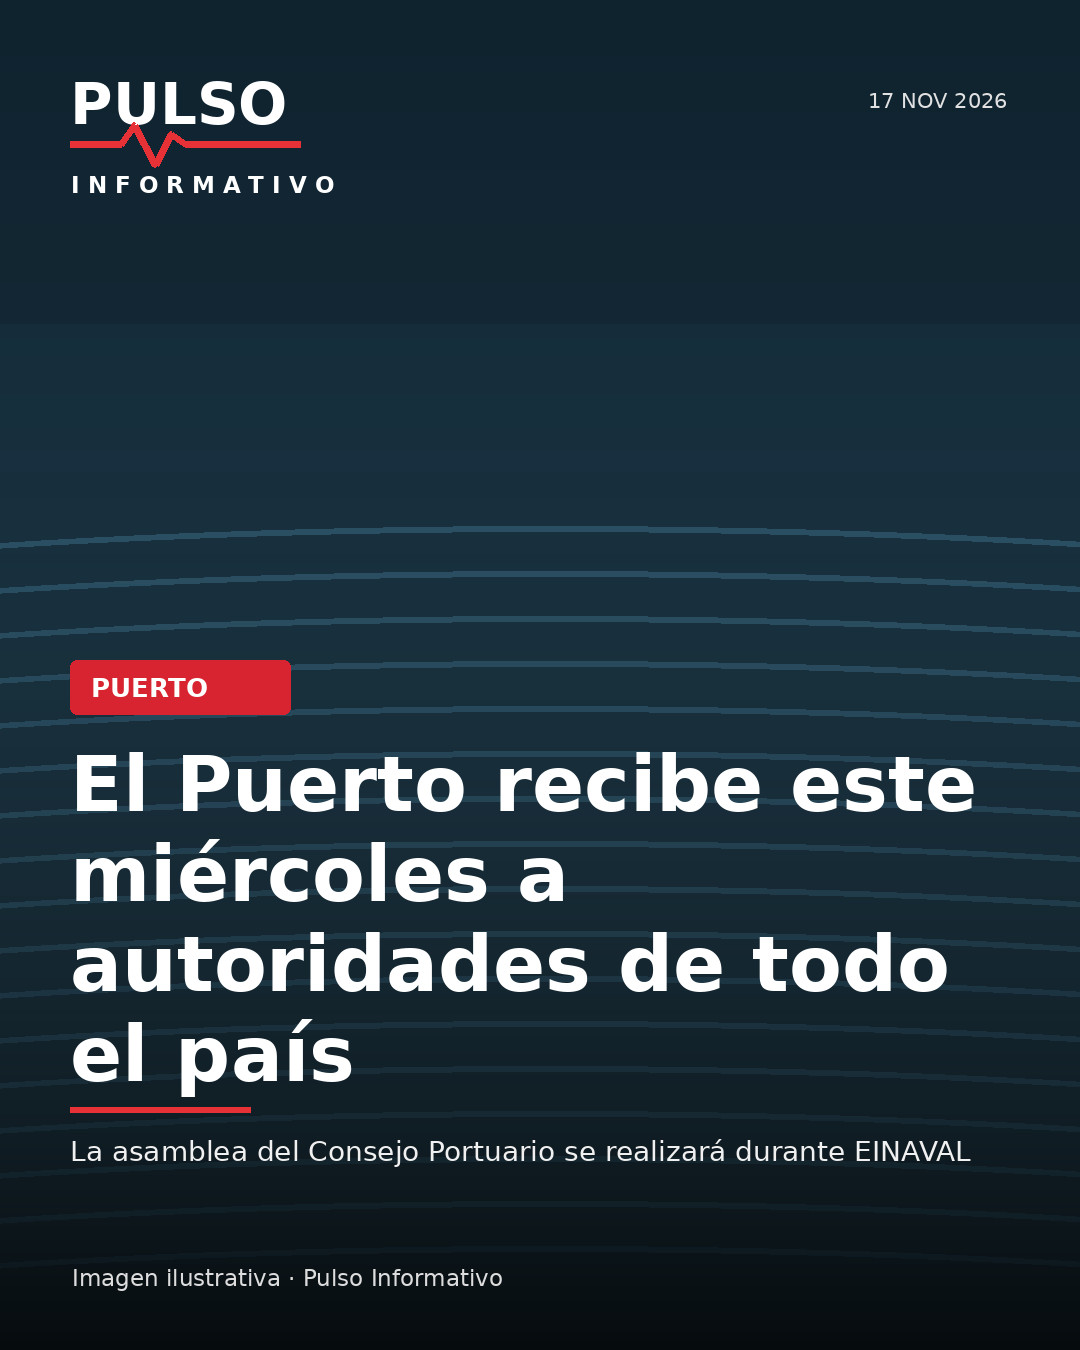 PULSO
INFORMATIVO
17 NOV 2026
PUERTO
El Puerto recibe este
miércoles a
autoridades de todo
el país
La asamblea del Consejo Portuario se realizará durante EINAVAL
Imagen ilustrativa · Pulso Informativo